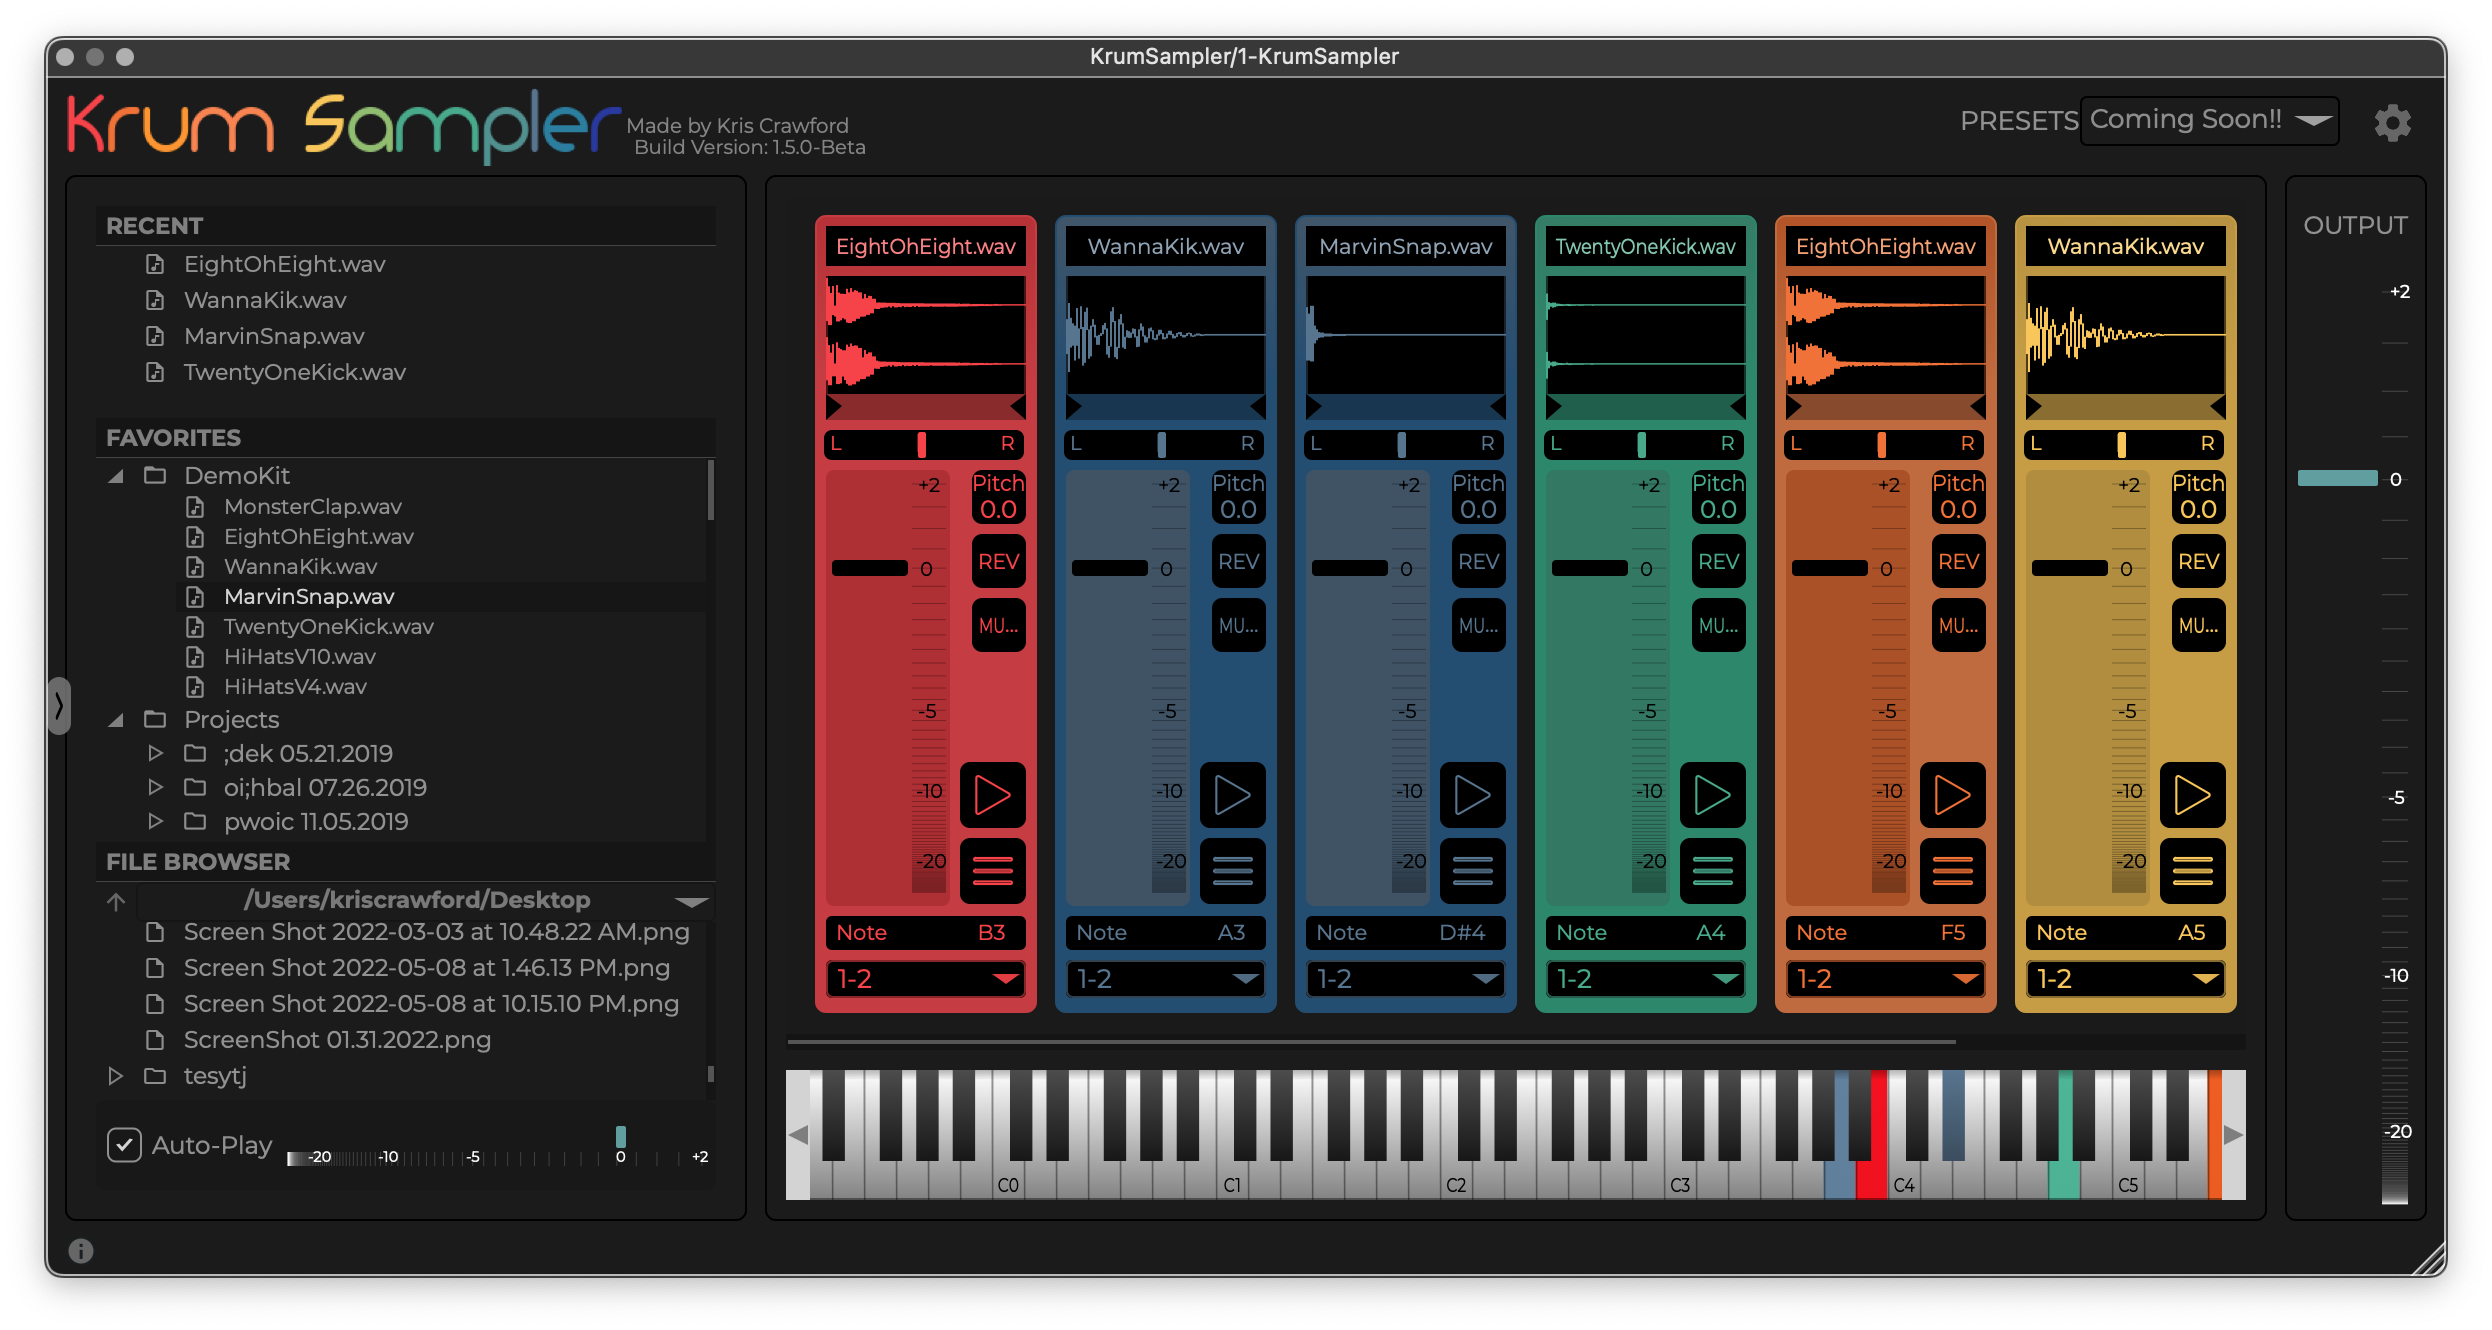 KrumSampler/1-KrumSampler
Krum Sampler
Made by Kris Crawford
Build Version: 1.5.0-Beta
PRESETS Coming Soon!!
RECENT
EightOhEight.wav
WannaKik.wav
MarvinSnap.wav
TwentyOneKick.wav
FAVORITES
DemoKit
MonsterClap.wav
EightOhEight.wav
WannaKik.wav
MarvinSnap.wav
TwentyOneKick.wav
HiHatsV10.wav
HiHatsV4.wav
Projects
;dek 05.21.2019
oi;hbal 07.26.2019
pwoic 11.05.2019
FILE BROWSER
/Users/kriscrawford/Desktop
Screen Shot 2022-03-03 at 10.48.22 AM.png
Screen Shot 2022-05-08 at 1.46.13 PM.png
Screen Shot 2022-05-08 at 10.15.10 PM.png
ScreenShot 01.31.2022.png
tesytj
Auto-Play
-20 -10 -5 0 +2
EightOhEight.wav
L R
+2
0
-5
-10
-20
Pitch
0.0
REV
MU...
Note B3
1-2
WannaKik.wav
L R
+2
0
-5
-10
-20
Pitch
0.0
REV
MU...
Note A3
1-2
MarvinSnap.wav
L R
+2
0
-5
-10
-20
Pitch
0.0
REV
MU...
Note D#4
1-2
TwentyOneKick.wav
L R
+2
0
-5
-10
-20
Pitch
0.0
REV
MU...
Note A4
1-2
EightOhEight.wav
L R
+2
0
-5
-10
-20
Pitch
0.0
REV
MU...
Note F5
1-2
WannaKik.wav
L R
+2
0
-5
-10
-20
Pitch
0.0
REV
MU...
Note A5
1-2
C0 C1 C2 C3 C4 C5
OUTPUT
+2
0
-5
-10
-20